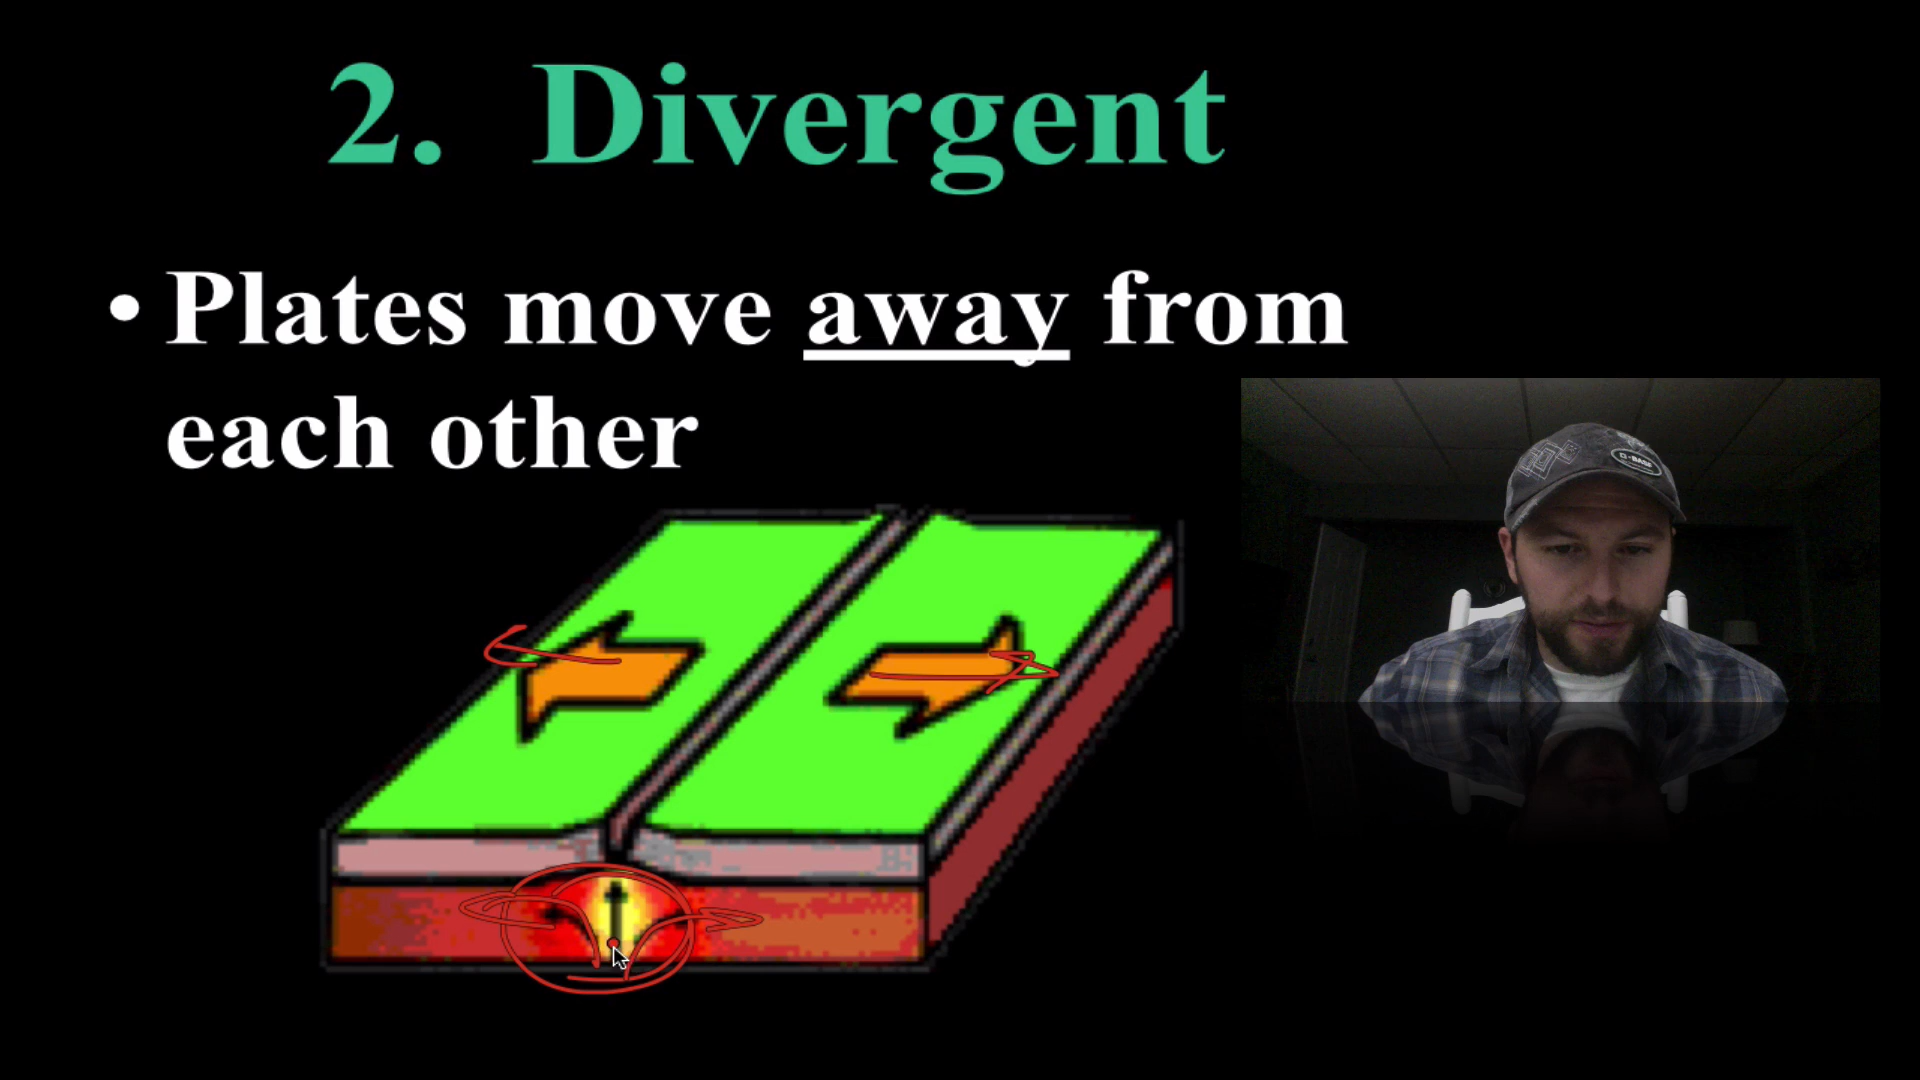 2. Divergent
• Plates move away from
each other